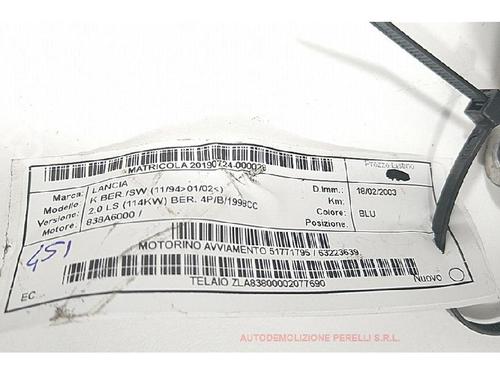 MATRICOLA 20190724-000029
Prezzo Listino
Marca: LANCIA
D.Imm.: 18/02/2003
Modello: K BER./SW (11/94>01/02<)
Km:
Versione: 2.0 LS (114KW) BER. 4P/B/1998CC
Colore: BLU
Motore: 838A6000 /
Posizione:
451
MOTORINO AVVIAMENTO 51771795 / 63223639
TELAIO ZLA83800002077690
Nuovo
EC
AUTODEMOLIZIONE PERELLI S.R.L.